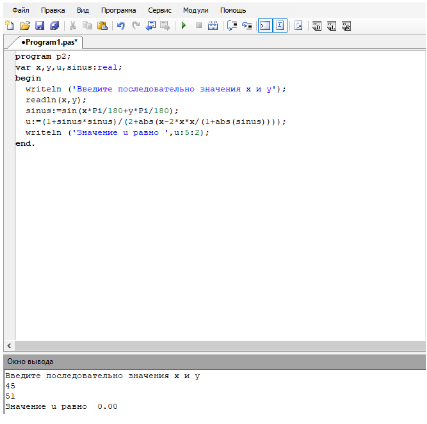 Файл Правка Вид Программа Сервис Модули Помошь
•Program1.pas*
program p2;
var x,y,u,sinus:real;
begin
writeln ('Введите последовательно значения x и y');
readln(x,y);
sinus:=sin(x*Pi/180+y*Pi/180);
u:=(1+sinus*sinus)/(2+abs(x-2*x*x/(1+abs(sinus))));
writeln ('Значение u равно ',u:5:2);
end.
Окно вывода
Введите последовательно значения x и y
45
51
Значение u равно  0.00